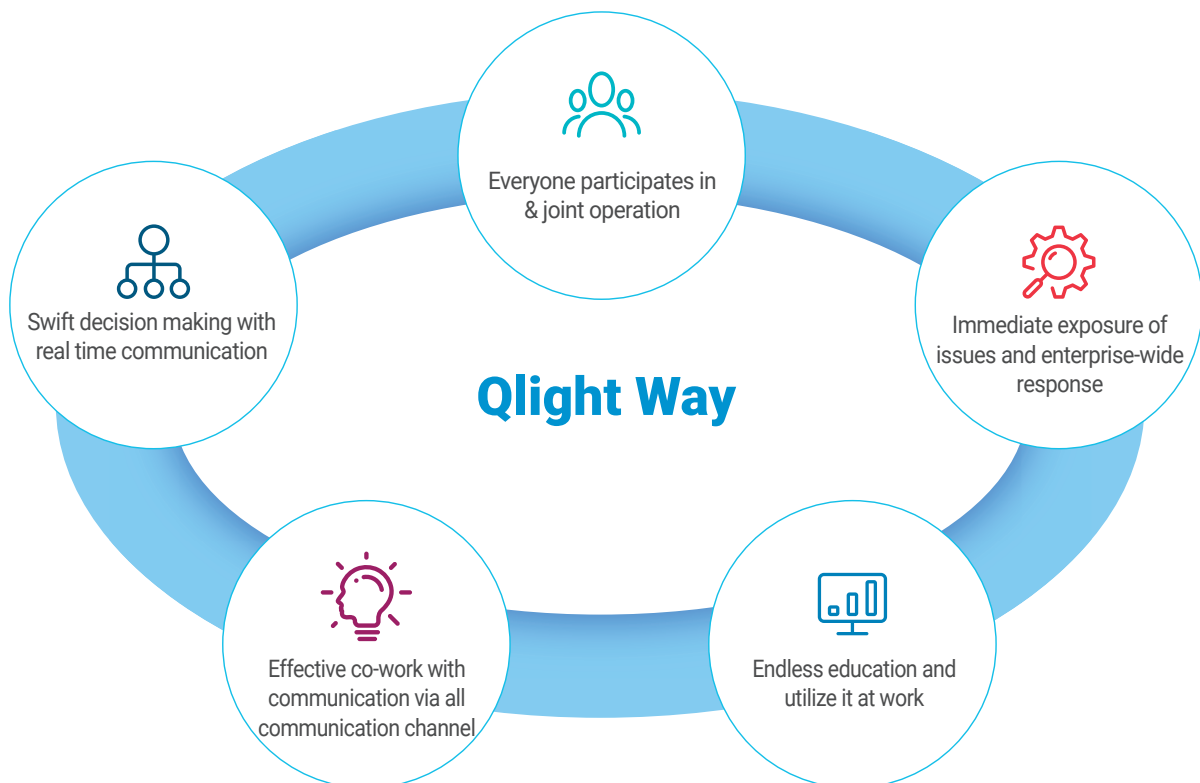 Everyone participates in
& joint operation
Swift decision making with
real time communication
Immediate exposure of
issues and enterprise-wide
response
Qlight Way
Effective co-work with
communication via all
communication channel
Endless education and
utilize it at work